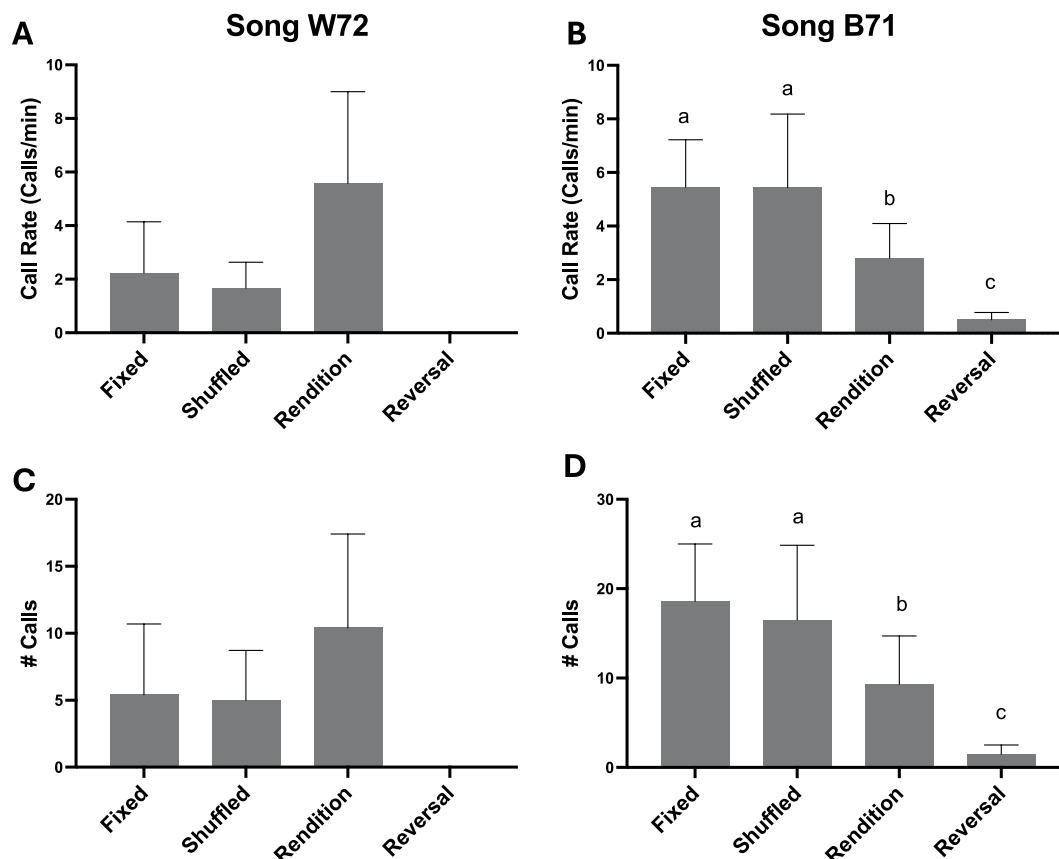 A
Song W72
Call Rate (Calls/min)
10
8
6
4
2
0
Fixed
Shuffled
Rendition
Reversal
B
Song B71
Call Rate (Calls/min)
10
8
6
4
2
0
a
a
b
c
Fixed
Shuffled
Rendition
Reversal
C
# Calls
20
15
10
5
0
Fixed
Shuffled
Rendition
Reversal
D
# Calls
30
20
10
0
a
a
b
c
Fixed
Shuffled
Rendition
Reversal